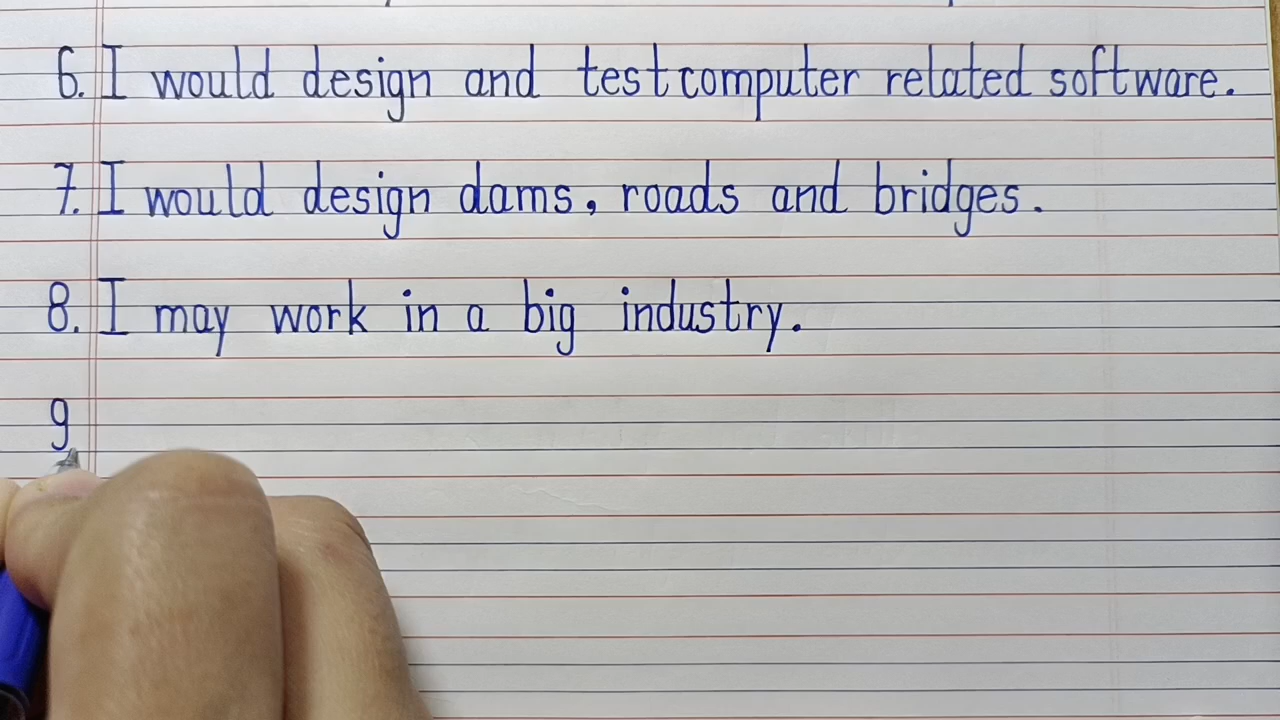 6. I would design and test computer related software.
7. I would design dams, roads and bridges.
8. I may work in a big industry.
9